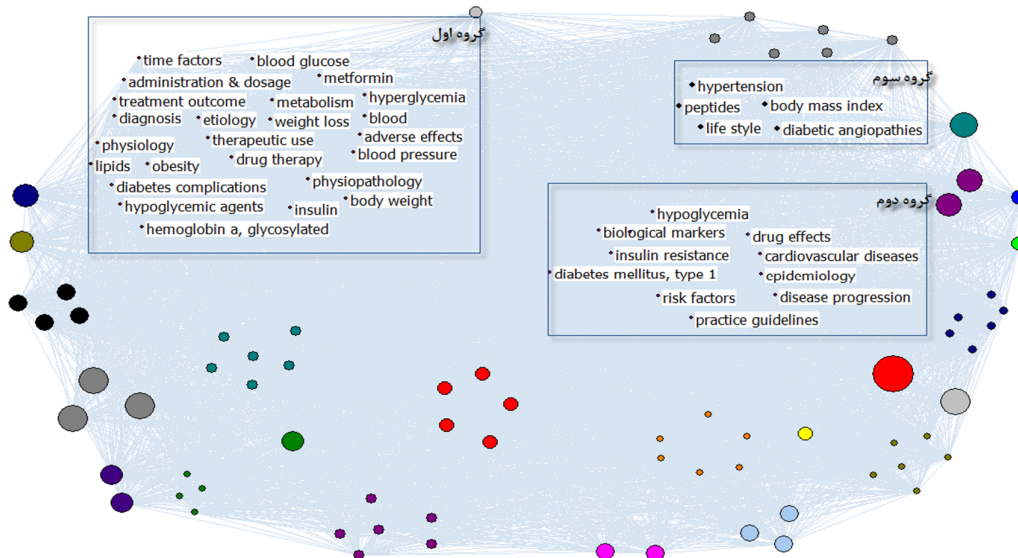 گروه اول
time factors
blood glucose
administration & dosage
metformin
treatment outcome
metabolism
hyperglycemia
diagnosis
etiology
weight loss
blood
physiology
therapeutic use
adverse effects
lipids
obesity
drug therapy
blood pressure
diabetes complications
physiopathology
hypoglycemic agents
insulin
body weight
hemoglobin a, glycosylated
گروه سوم
hypertension
peptides
body mass index
life style
diabetic angiopathies
گروه دوم
hypoglycemia
biological markers
drug effects
insulin resistance
cardiovascular diseases
diabetes mellitus, type 1
epidemiology
risk factors
disease progression
practice guidelines